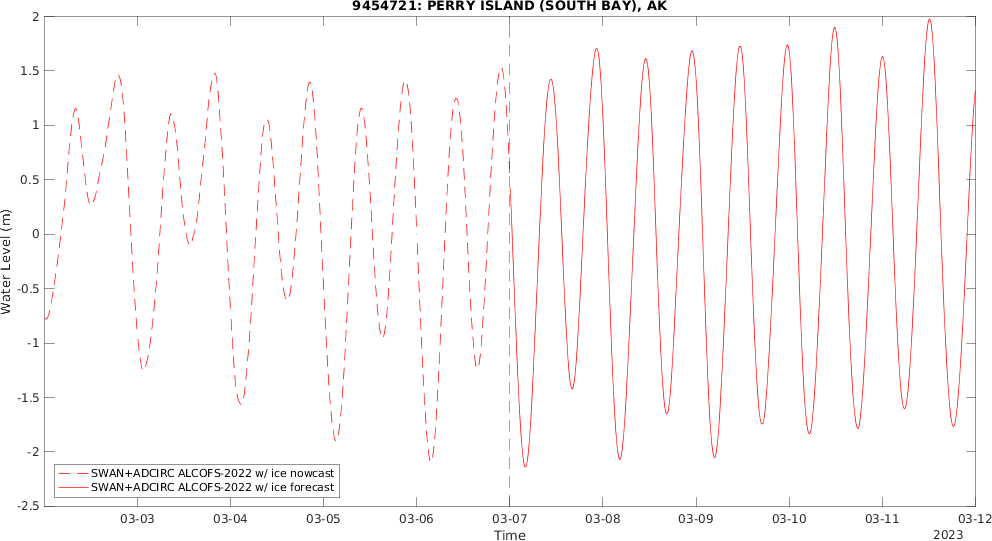 9454721: PERRY ISLAND (SOUTH BAY), AK
2
1.5
1
0.5
0
-0.5
-1
-1.5
-2
-2.5
Water Level (m)
SWAN+ADCIRC ALCOFS-2022 w/ ice nowcast
SWAN+ADCIRC ALCOFS-2022 w/ ice forecast
03-03 03-04 03-05 03-06 03-07 03-08 03-09 03-10 03-11 03-12
Time
2023